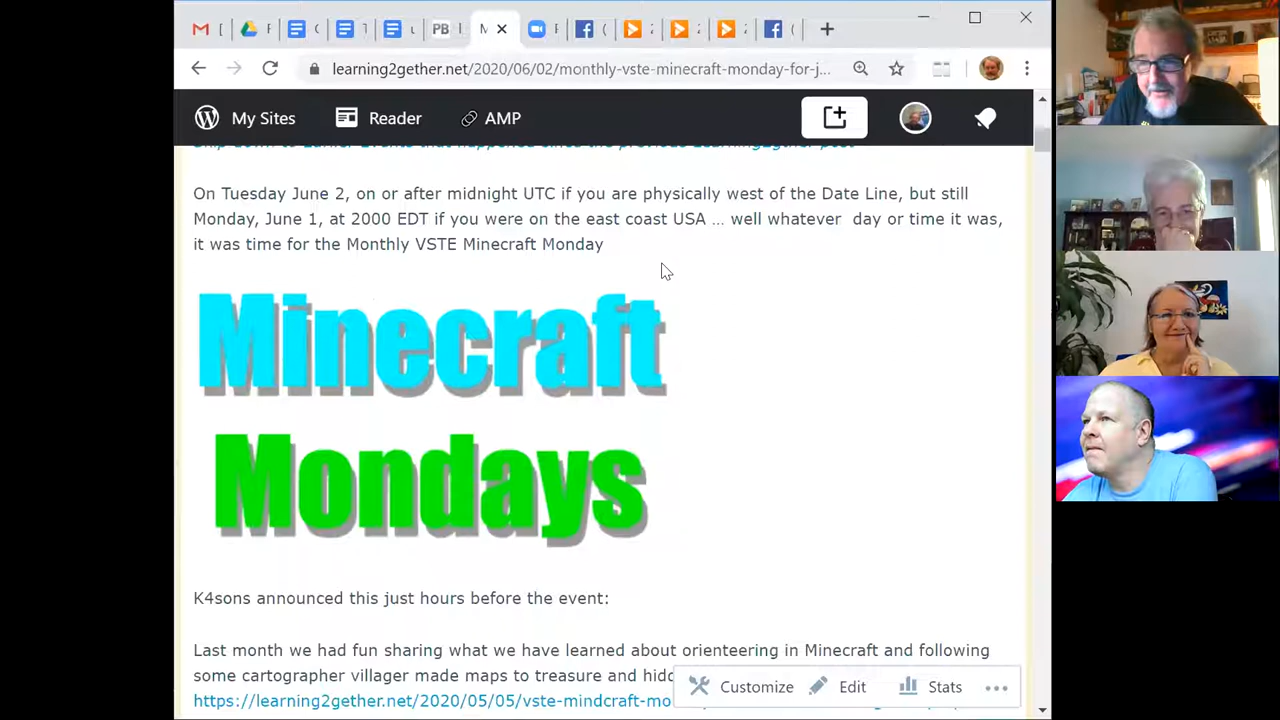 [
F
C
T
u
PB
l
M
F
(
2
2
2
(
learning2gether.net/2020/06/02/monthly-vste-minecraft-monday-for-j...
My Sites
Reader
AMP
On Tuesday June 2, on or after midnight UTC if you are physically west of the Date Line, but still
Monday, June 1, at 2000 EDT if you were on the east coast USA ... well whatever day or time it was,
it was time for the Monthly VSTE Minecraft Monday
Minecraft
Mondays
K4sons announced this just hours before the event:
Last month we had fun sharing what we have learned about orienteering in Minecraft and following
some cartographer villager made maps to treasure and hidd
https://learning2gether.net/2020/05/05/vste-mindcraft-mo
Customize
Edit
Stats